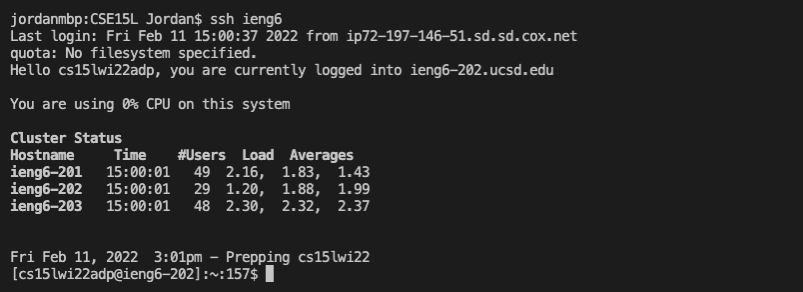 jordanmbp:CSE15L Jordan$ ssh ieng6
Last login: Fri Feb 11 15:00:37 2022 from ip72-197-146-51.sd.sd.cox.net
quota: No filesystem specified.
Hello cs15lwi22adp, you are currently logged into ieng6-202.ucsd.edu

You are using 0% CPU on this system

Cluster Status
Hostname     Time    #Users  Load  Averages
ieng6-201   15:00:01   49  2.16,  1.83,  1.43
ieng6-202   15:00:01   29  1.20,  1.88,  1.99
ieng6-203   15:00:01   48  2.30,  2.32,  2.37

Fri Feb 11, 2022  3:01pm - Prepping cs15lwi22
[cs15lwi22adp@ieng6-202]:~:157$